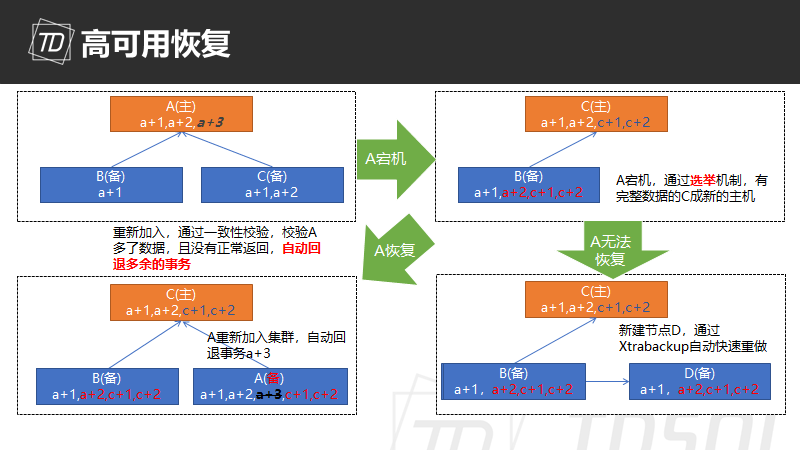 TD 高可用恢复
A(主)
a+1,a+2,a+3
B(备)
a+1
C(备)
a+1,a+2
A宕机
C(主)
a+1,a+2,c+1,c+2
B(备)
a+1,a+2,c+1,c+2
A宕机，通过选举机制，有
完整数据的C成新的主机
重新加入，通过一致性校验，校验A
多了数据，且没有正常返回，自动回
退多余的事务
A恢复
A无法
恢复
C(主)
a+1,a+2,c+1,c+2
A重新加入集群，自动回
退事务a+3
B(备)
a+1,a+2,c+1,c+2
A(备)
a+1,a+2,a+3,c+1,c+2
C(主)
a+1,a+2,c+1,c+2
新建节点D，通过
Xtrabackup自动快速重做
B(备)
a+1，a+2,c+1,c+2
D(备)
a+1，a+2,c+1,c+2
TD TDSQL